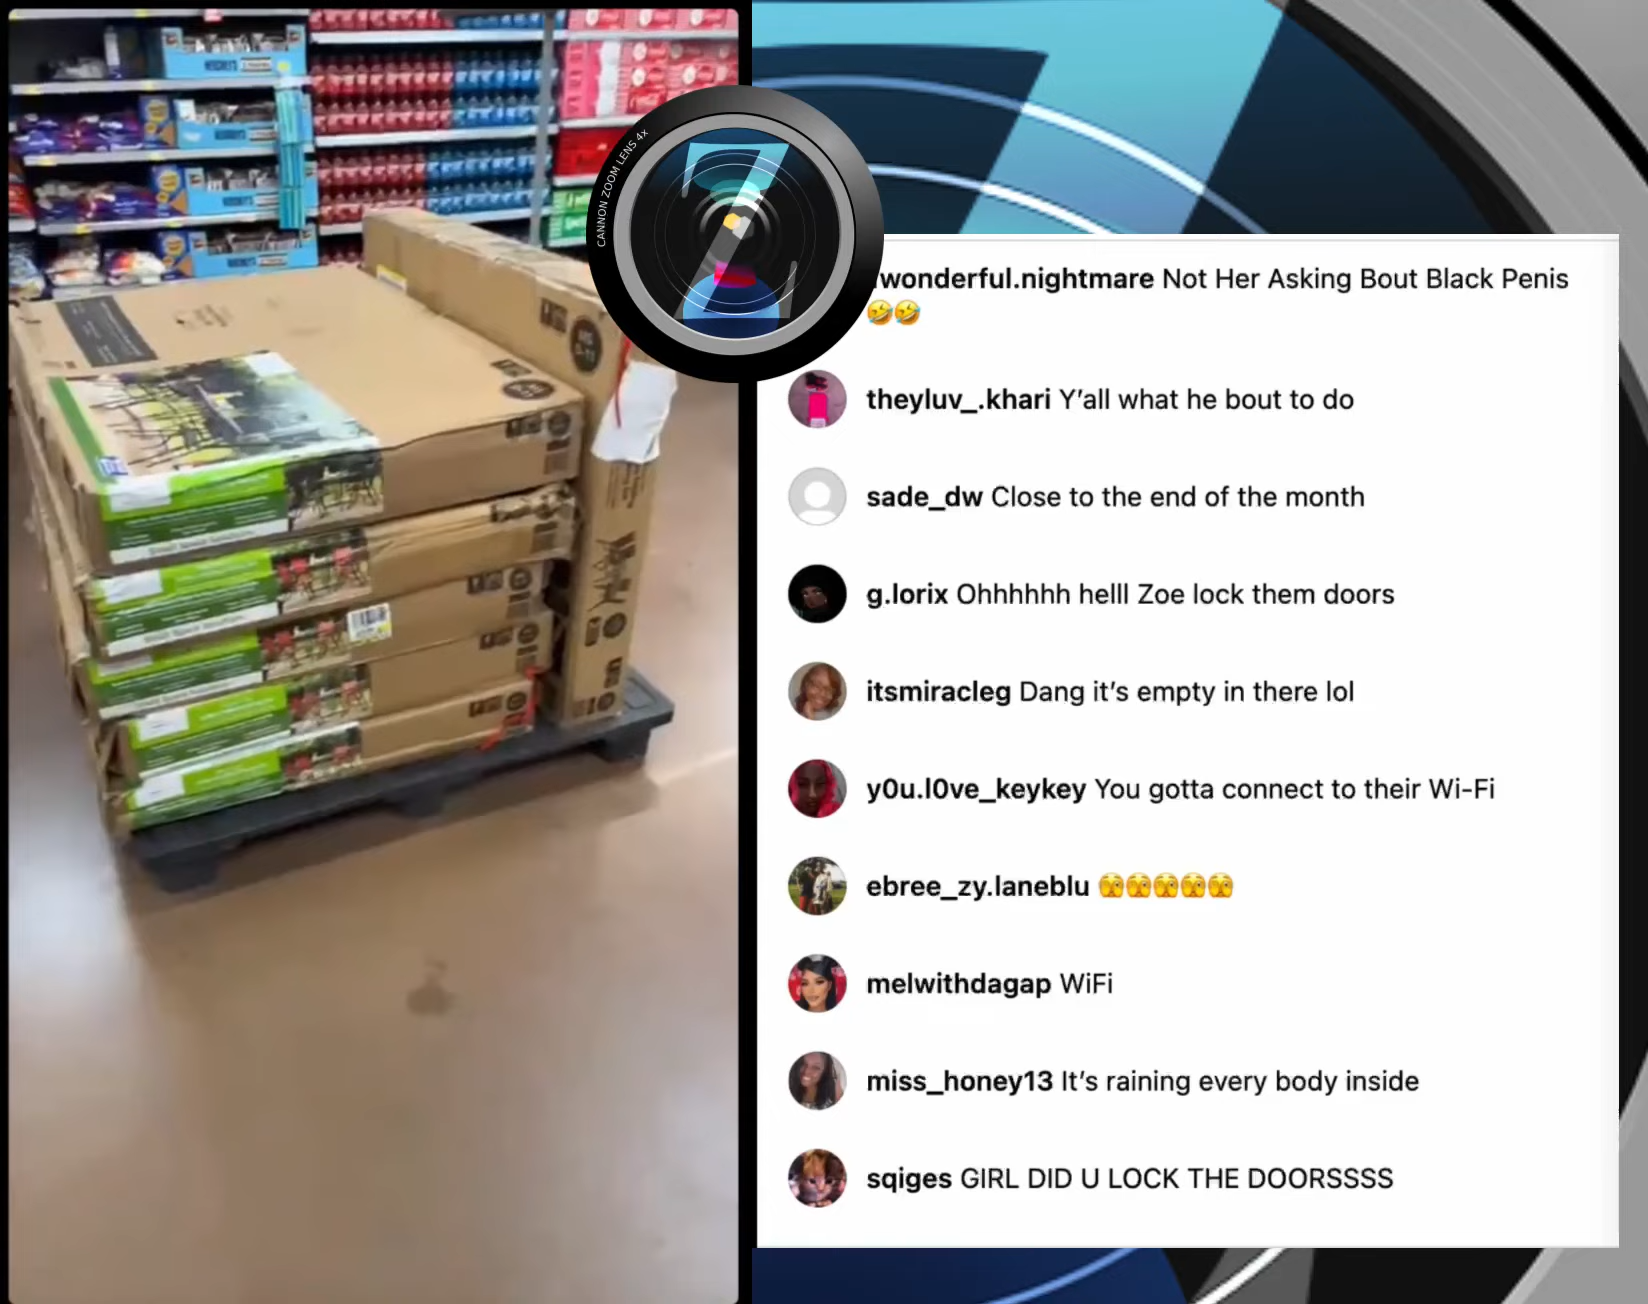 HERSHEY'S
CANNON ZOOM LENS 4x
.wonderful.nightmare Not Her Asking Bout Black Penis
🤣🤣
theyluv_.khari Y'all what he bout to do
sade_dw Close to the end of the month
g.lorix Ohhhhhh helll Zoe lock them doors
itsmiracleg Dang it's empty in there lol
y0u.l0ve_keykey You gotta connect to their Wi-Fi
ebree_zy.laneblu 🫣🫣🫣🫣🫣
melwithdagap WiFi
miss_honey13 It's raining every body inside
sqiges GIRL DID U LOCK THE DOORSSSS